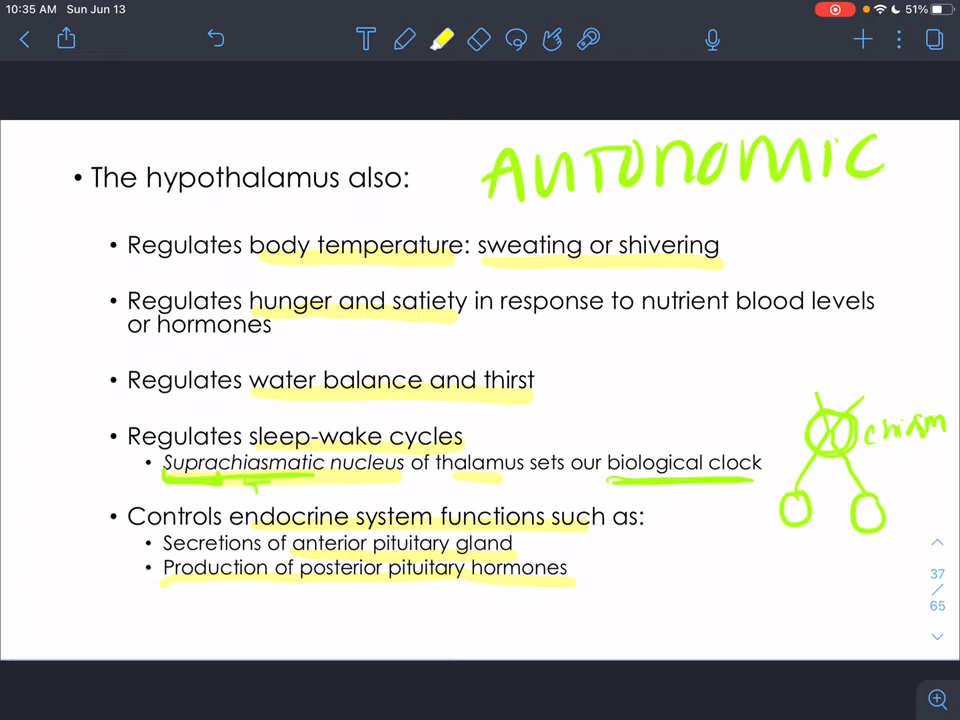 10:35 AM Sun Jun 13
51%
AUTONOMIC
• The hypothalamus also:
• Regulates body temperature: sweating or shivering
• Regulates hunger and satiety in response to nutrient blood levels
or hormones
• Regulates water balance and thirst
• Regulates sleep-wake cycles
chiasm
• Suprachiasmatic nucleus of thalamus sets our biological clock
• Controls endocrine system functions such as:
• Secretions of anterior pituitary gland
• Production of posterior pituitary hormones
37
/
65